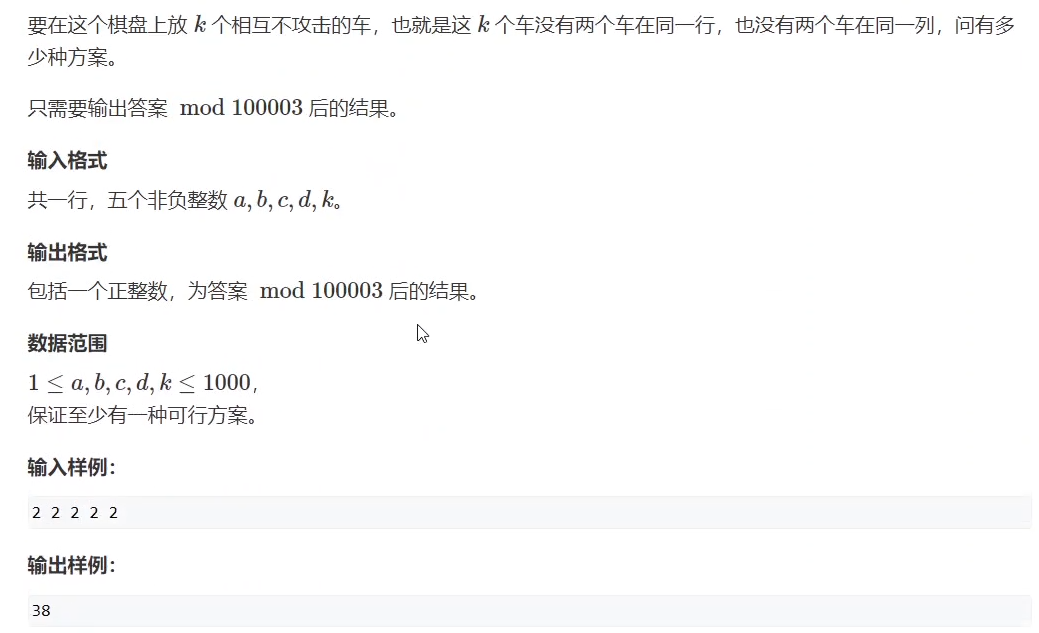 要在这个棋盘上放 k 个相互不攻击的车，也就是这 k 个车没有两个车在同一行，也没有两个车在同一列，问有多
少种方案。
只需要输出答案 mod 100003 后的结果。
输入格式
共一行，五个非负整数 a, b, c, d, k。
输出格式
包括一个正整数，为答案 mod 100003 后的结果。
数据范围
1 ≤ a, b, c, d, k ≤ 1000,
保证至少有一种可行方案。
输入样例：
2 2 2 2 2
输出样例：
38